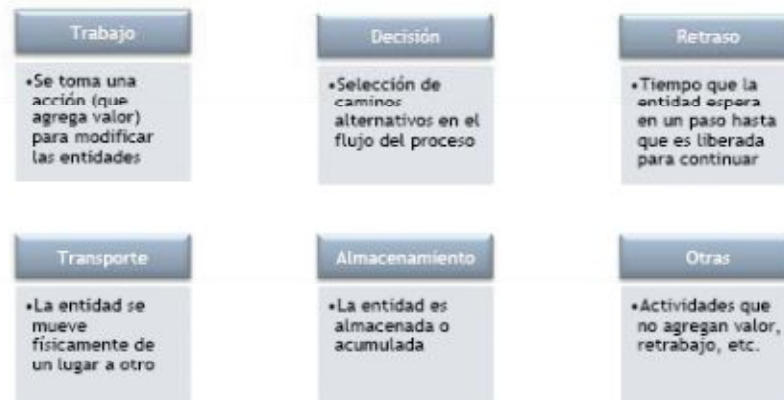 Trabajo
•Se toma una
acción (que
agrega valor)
para modificar
las entidades
Decisión
•Selección de
caminos
alternativos en el
flujo del proceso
Retraso
•Tiempo que la
entidad espera
en un paso hasta
que es liberada
para continuar
Transporte
•La entidad se
mueve
físicamente de
un lugar a otro
Almacenamiento
•La entidad es
almacenada o
acumulada
Otras
•Actividades que
no agregan valor,
retrabajo, etc.